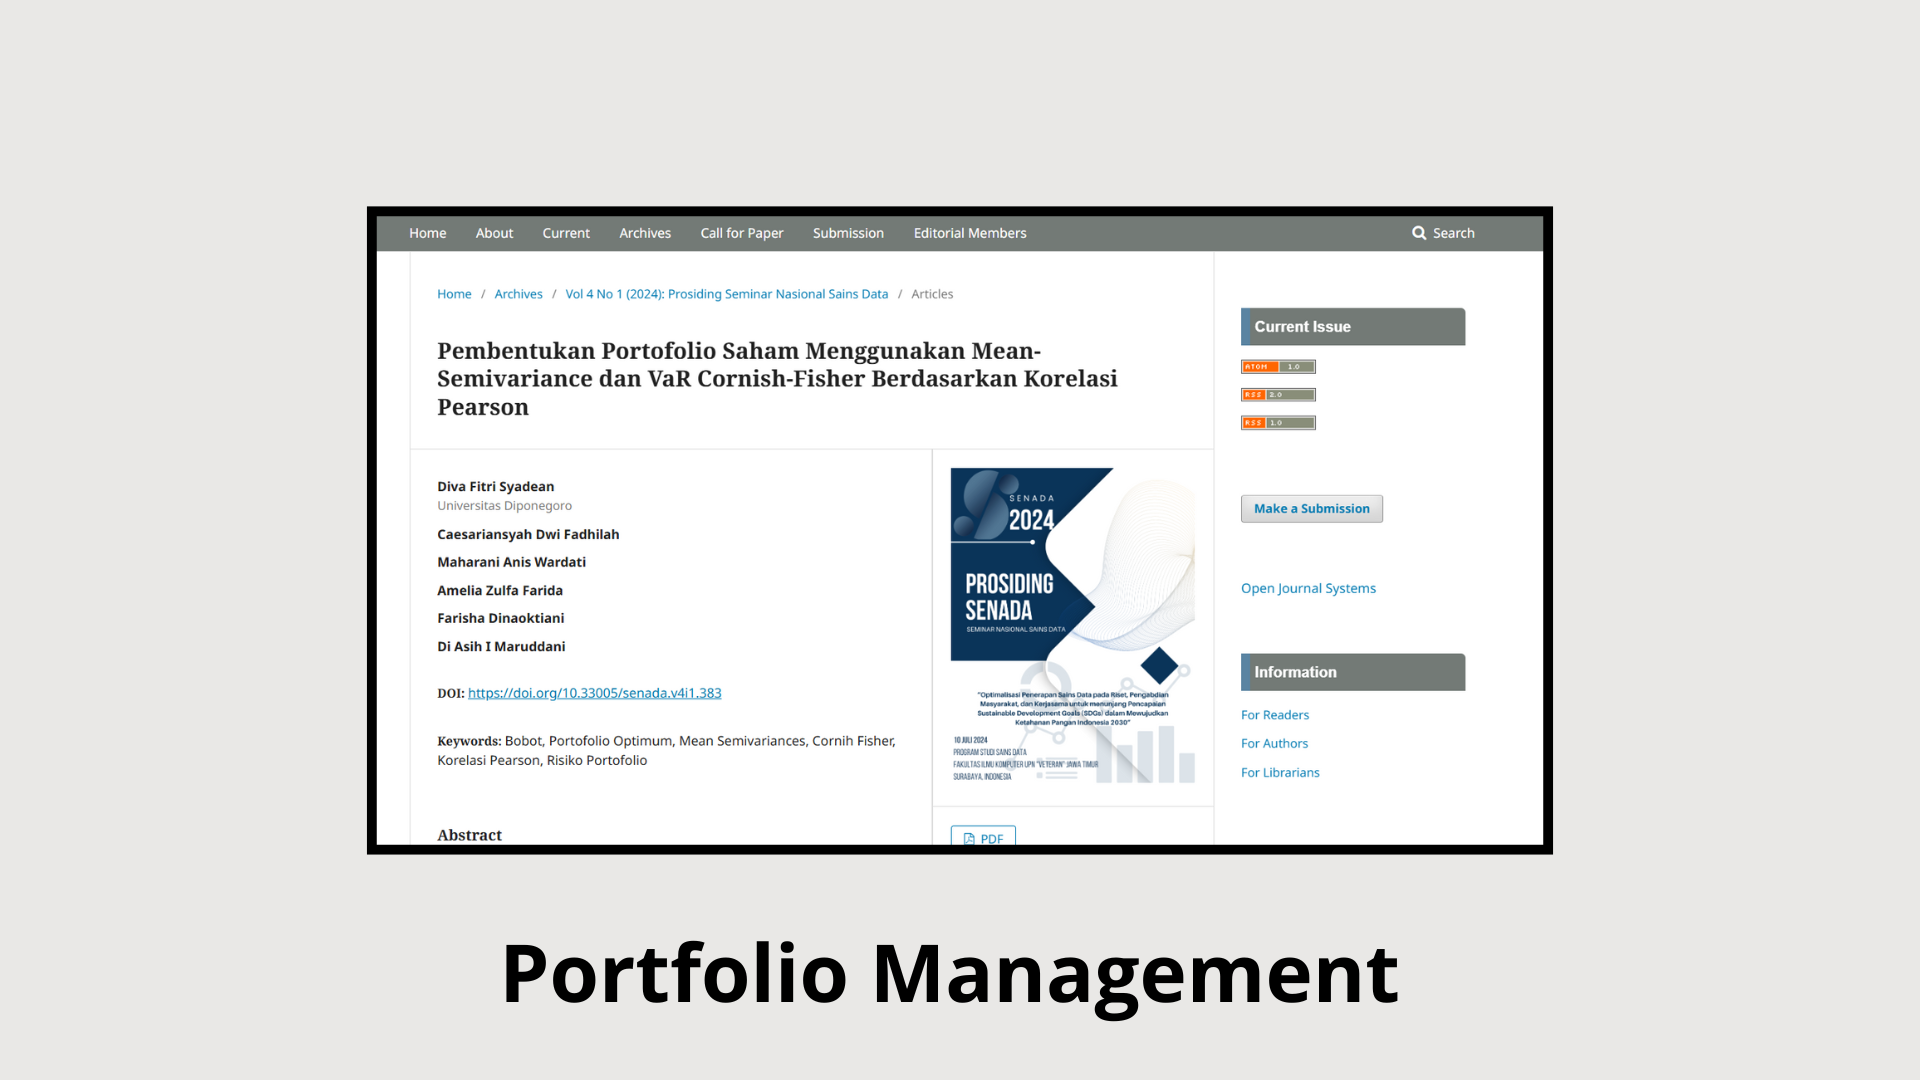 Home About Current Archives Call for Paper Submission Editorial Members Search
Home / Archives / Vol 4 No 1 (2024): Prosiding Seminar Nasional Sains Data / Articles
Pembentukan Portofolio Saham Menggunakan Mean-
Semivariance dan VaR Cornish-Fisher Berdasarkan Korelasi
Pearson
Diva Fitri Syadean
Universitas Diponegoro
Caesariansyah Dwi Fadhilah
Maharani Anis Wardati
Amelia Zulfa Farida
Farisha Dinaoktiani
Di Asih I Maruddani
DOI: https://doi.org/10.33005/senada.v4i1.383
Keywords: Bobot, Portofolio Optimum, Mean Semivariances, Cornih Fisher,
Korelasi Pearson, Risiko Portofolio
Abstract
SENADA
2024
PROSIDING
SENADA
SEMINAR NASIONAL SAINS DATA
"Optimalisasi Penerapan Sains Data pada Riset, Pengabdian
Masyarakat, dan Kerjasama untuk menunjang Pencapaian
Sustainable Development Goals (SDGs) dalam Mewujudkan
Ketahanan Pangan Indonesia 2030"
10 JULI 2024
PROGRAM STUDI SAINS DATA
FAKULTAS ILMU KOMPUTER UPN "VETERAN" JAWA TIMUR
SURABAYA, INDONESIA
PDF
Current Issue
ATOM 1.0
RSS 2.0
RSS 1.0
Make a Submission
Open Journal Systems
Information
For Readers
For Authors
For Librarians
Portfolio Management